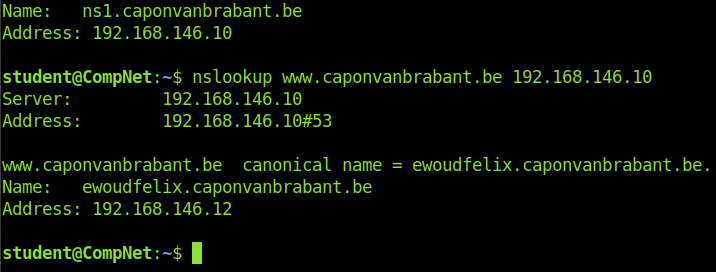 Name:   ns1.caponvanbrabant.be
Address: 192.168.146.10
student@CompNet:~$ nslookup www.caponvanbrabant.be 192.168.146.10
Server:         192.168.146.10
Address:        192.168.146.10#53
www.caponvanbrabant.be  canonical name = ewoudfelix.caponvanbrabant.be.
Name:   ewoudfelix.caponvanbrabant.be
Address: 192.168.146.12
student@CompNet:~$